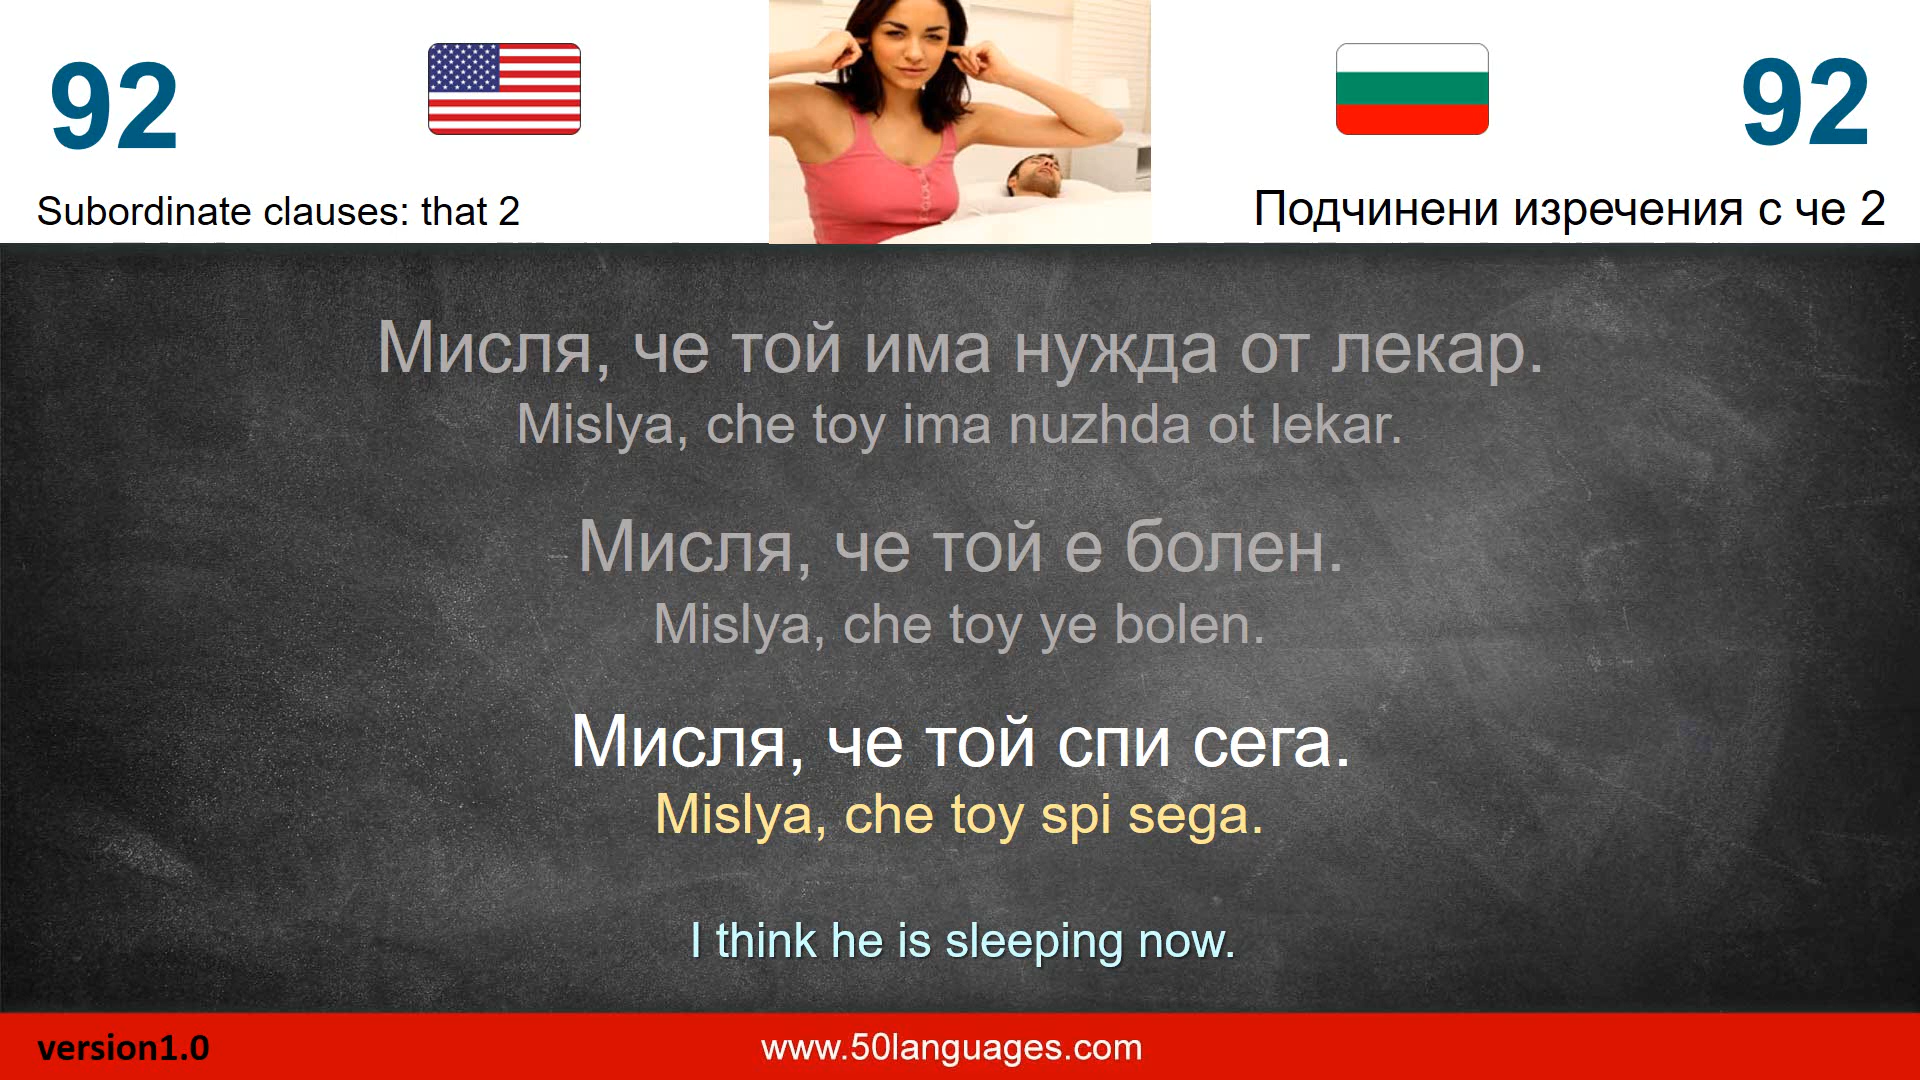 92
92
Subordinate clauses: that 2
Подчинени изречения с че 2
Мисля, че той има нужда от лекар.
Mislya, che toy ima nuzhda ot lekar.
Мисля, че той е болен.
Mislya, che toy ye bolen.
Мисля, че той спи сега.
Mislya, che toy spi sega.
I think he is sleeping now.
version1.0
www.50languages.com